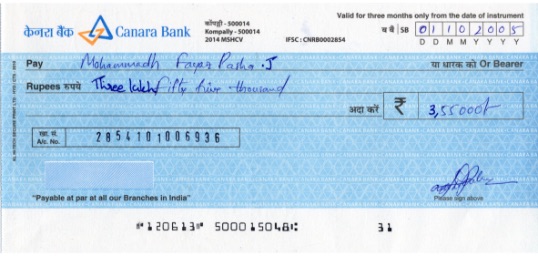 केनरा बैंक Canara Bank
कोंपल्ली - 500014
Kompally - 500014
2014 MSHCV
IFSC : CNRB0002854
Valid for three months only from the date of instrument
SB 01102005
D D M M Y Y Y Y
Pay Mohammadh Fayaz Pasha .J या धारक को Or Bearer
Rupees रुपये Three lakh fifty five thousand
अदा करें ₹ 3,55000/-
खा. सं.
A/c. No. 2854101006936
"Payable at par at all our Branches in India"
Please sign above
⑈120613⑈ 500015048⑆ 31